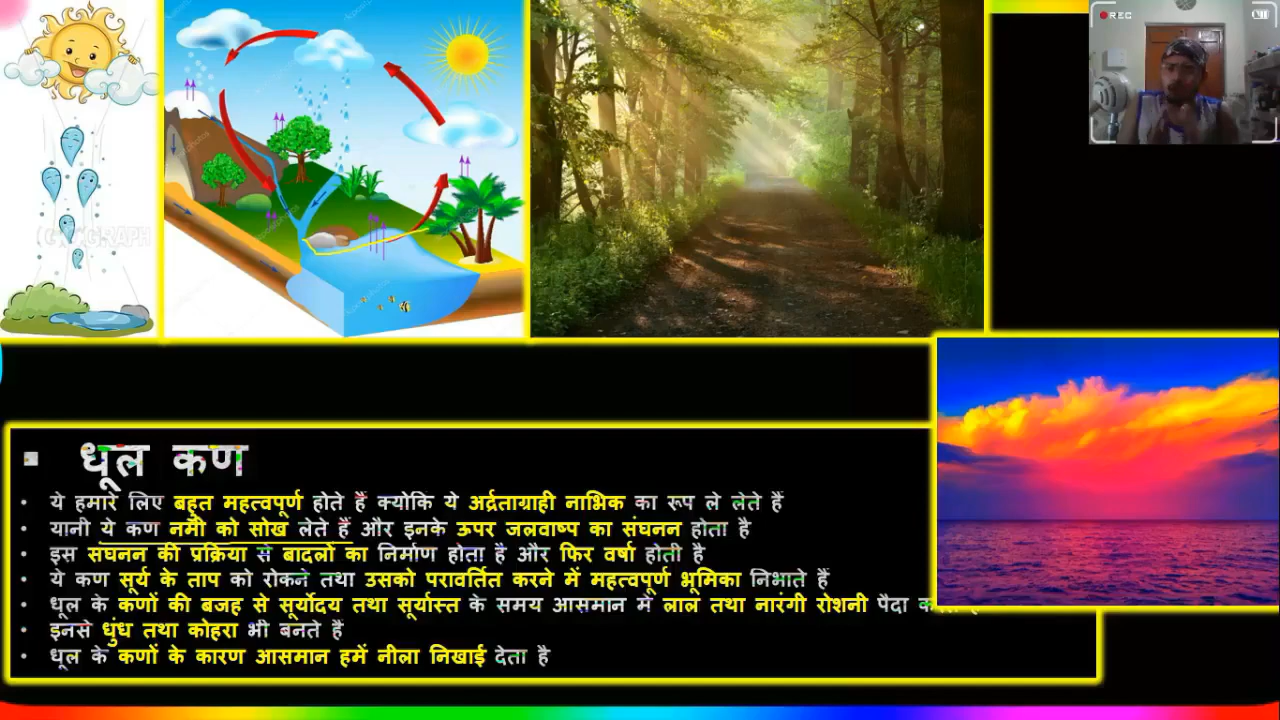 REC
धूल कण
ये हमारे लिए बहुत महत्वपूर्ण होते हैं क्योकि ये अर्द्रताग्राही नाभिक का रूप ले लेते हैं
यानी ये कण नमी को सोख लेते हैं और इनके ऊपर जलवाष्प का संघनन होता है
इस संघनन की प्रक्रिया से बादलों का निर्माण होता है और फिर वर्षा होती है
ये कण सूर्य के ताप को रोकने तथा उसको परावर्तित करने में महत्वपूर्ण भूमिका निभाते हैं
धूल के कणों की बजह से सूर्योदय तथा सूर्यास्त के समय आसमान में लाल तथा नारंगी रोशनी पैदा
इनसे धुंध तथा कोहरा भी बनते है
धूल के कणों के कारण आसमान हमें नीला निखाई देता है